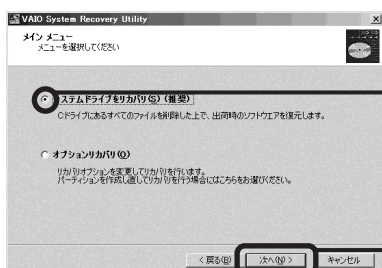 VAIO System Recovery Utility
メイン メニュー
メニューを選択してください
ステムドライブをリカバリ(S) (推奨)
Cドライブにあるすべてのファイルを削除した上で、出荷時のソフトウェアを復元します。
オプションリカバリ(O)
リカバリオプションを変更してリカバリを行います。
パーティションを作成し直してリカバリを行う場合にはこちらをお選びください。
< 戻る(B)
次へ(N) >
キャンセル